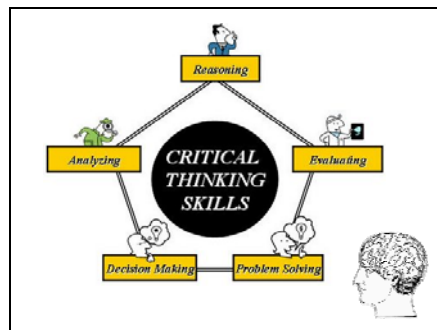 Reasoning
Analyzing
CRITICAL
THINKING
SKILLS
Evaluating
Decision Making
Problem Solving